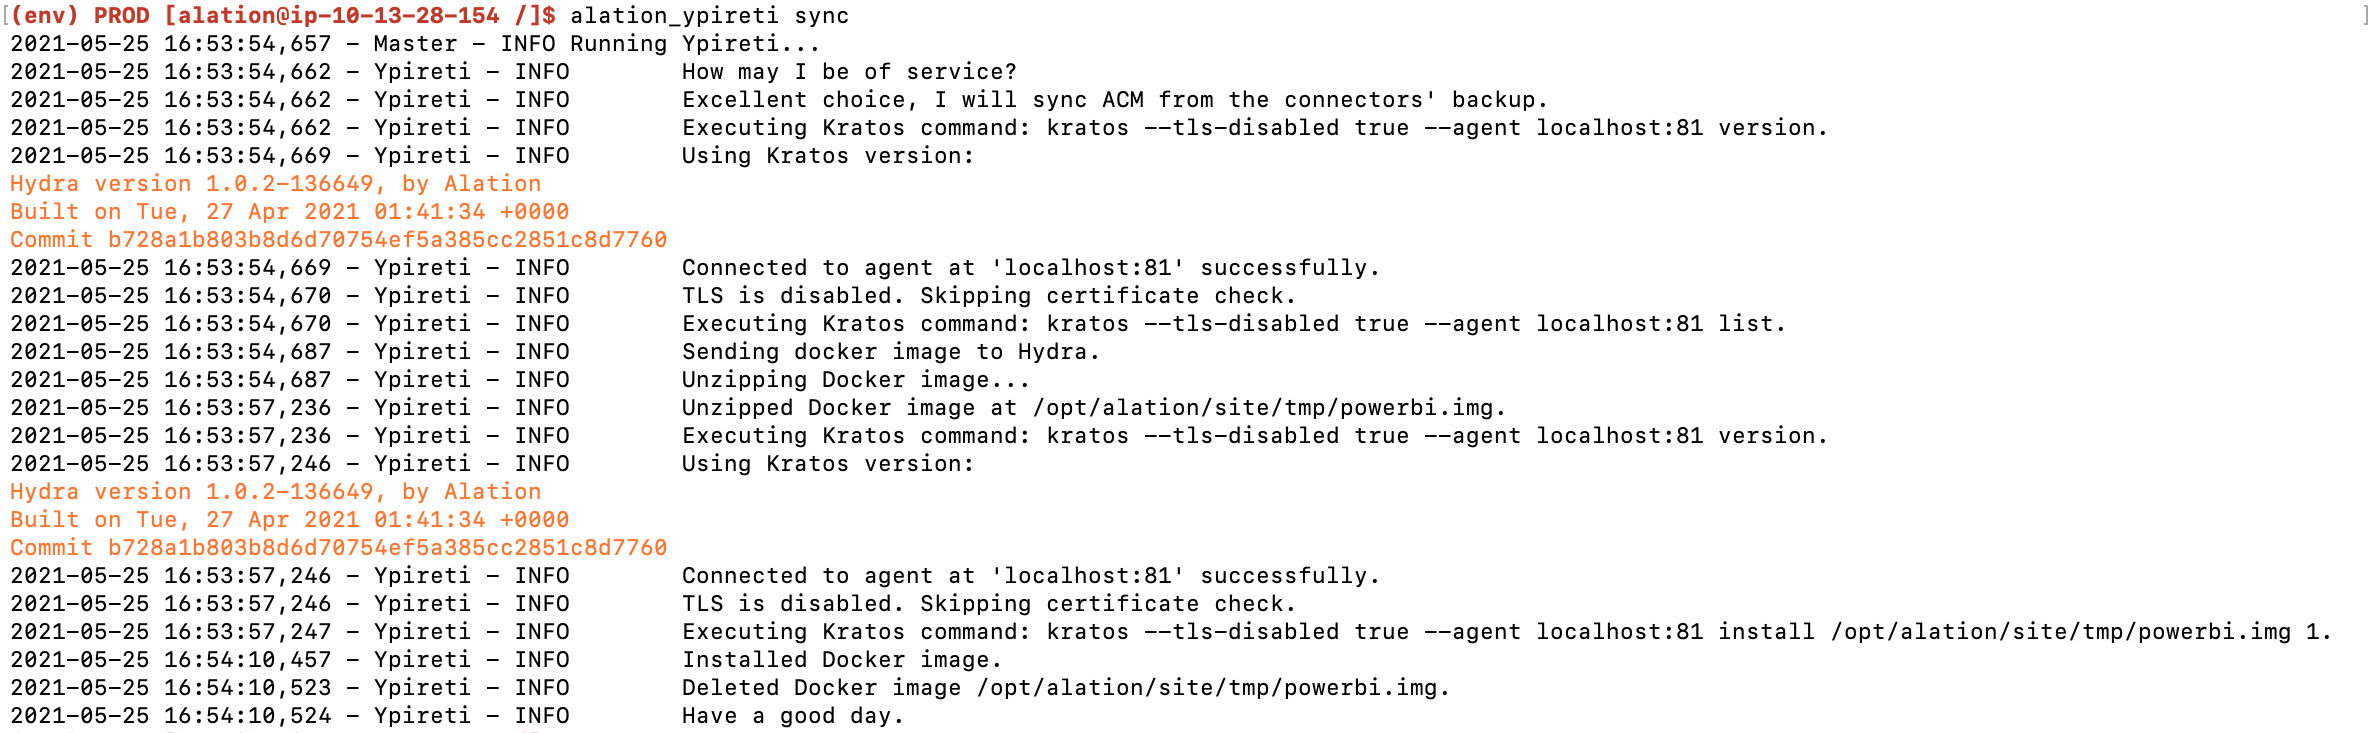 [(env) PROD [alation@ip-10-13-28-154 /]$ alation_ypireti sync ]
2021-05-25 16:53:54,657 - Master - INFO Running Ypireti...
2021-05-25 16:53:54,662 - Ypireti - INFO        How may I be of service?
2021-05-25 16:53:54,662 - Ypireti - INFO        Excellent choice, I will sync ACM from the connectors' backup.
2021-05-25 16:53:54,662 - Ypireti - INFO        Executing Kratos command: kratos --tls-disabled true --agent localhost:81 version.
2021-05-25 16:53:54,669 - Ypireti - INFO        Using Kratos version:
Hydra version 1.0.2-136649, by Alation
Built on Tue, 27 Apr 2021 01:41:34 +0000
Commit b728a1b803b8d6d70754ef5a385cc2851c8d7760
2021-05-25 16:53:54,669 - Ypireti - INFO        Connected to agent at 'localhost:81' successfully.
2021-05-25 16:53:54,670 - Ypireti - INFO        TLS is disabled. Skipping certificate check.
2021-05-25 16:53:54,670 - Ypireti - INFO        Executing Kratos command: kratos --tls-disabled true --agent localhost:81 list.
2021-05-25 16:53:54,687 - Ypireti - INFO        Sending docker image to Hydra.
2021-05-25 16:53:54,687 - Ypireti - INFO        Unzipping Docker image...
2021-05-25 16:53:57,236 - Ypireti - INFO        Unzipped Docker image at /opt/alation/site/tmp/powerbi.img.
2021-05-25 16:53:57,236 - Ypireti - INFO        Executing Kratos command: kratos --tls-disabled true --agent localhost:81 version.
2021-05-25 16:53:57,246 - Ypireti - INFO        Using Kratos version:
Hydra version 1.0.2-136649, by Alation
Built on Tue, 27 Apr 2021 01:41:34 +0000
Commit b728a1b803b8d6d70754ef5a385cc2851c8d7760
2021-05-25 16:53:57,246 - Ypireti - INFO        Connected to agent at 'localhost:81' successfully.
2021-05-25 16:53:57,246 - Ypireti - INFO        TLS is disabled. Skipping certificate check.
2021-05-25 16:53:57,247 - Ypireti - INFO        Executing Kratos command: kratos --tls-disabled true --agent localhost:81 install /opt/alation/site/tmp/powerbi.img 1.
2021-05-25 16:54:10,457 - Ypireti - INFO        Installed Docker image.
2021-05-25 16:54:10,523 - Ypireti - INFO        Deleted Docker image /opt/alation/site/tmp/powerbi.img.
2021-05-25 16:54:10,524 - Ypireti - INFO        Have a good day.